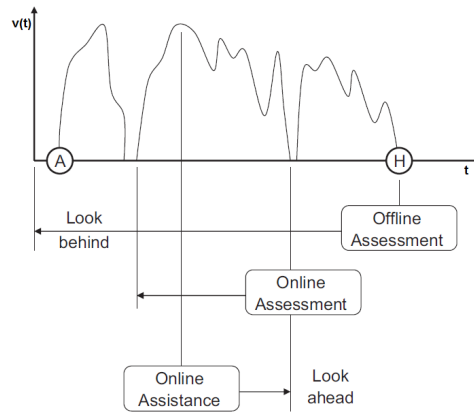 v(t)
A
H
t
Look
behind
Offline
Assessment
Online
Assessment
Online
Assistance
Look
ahead